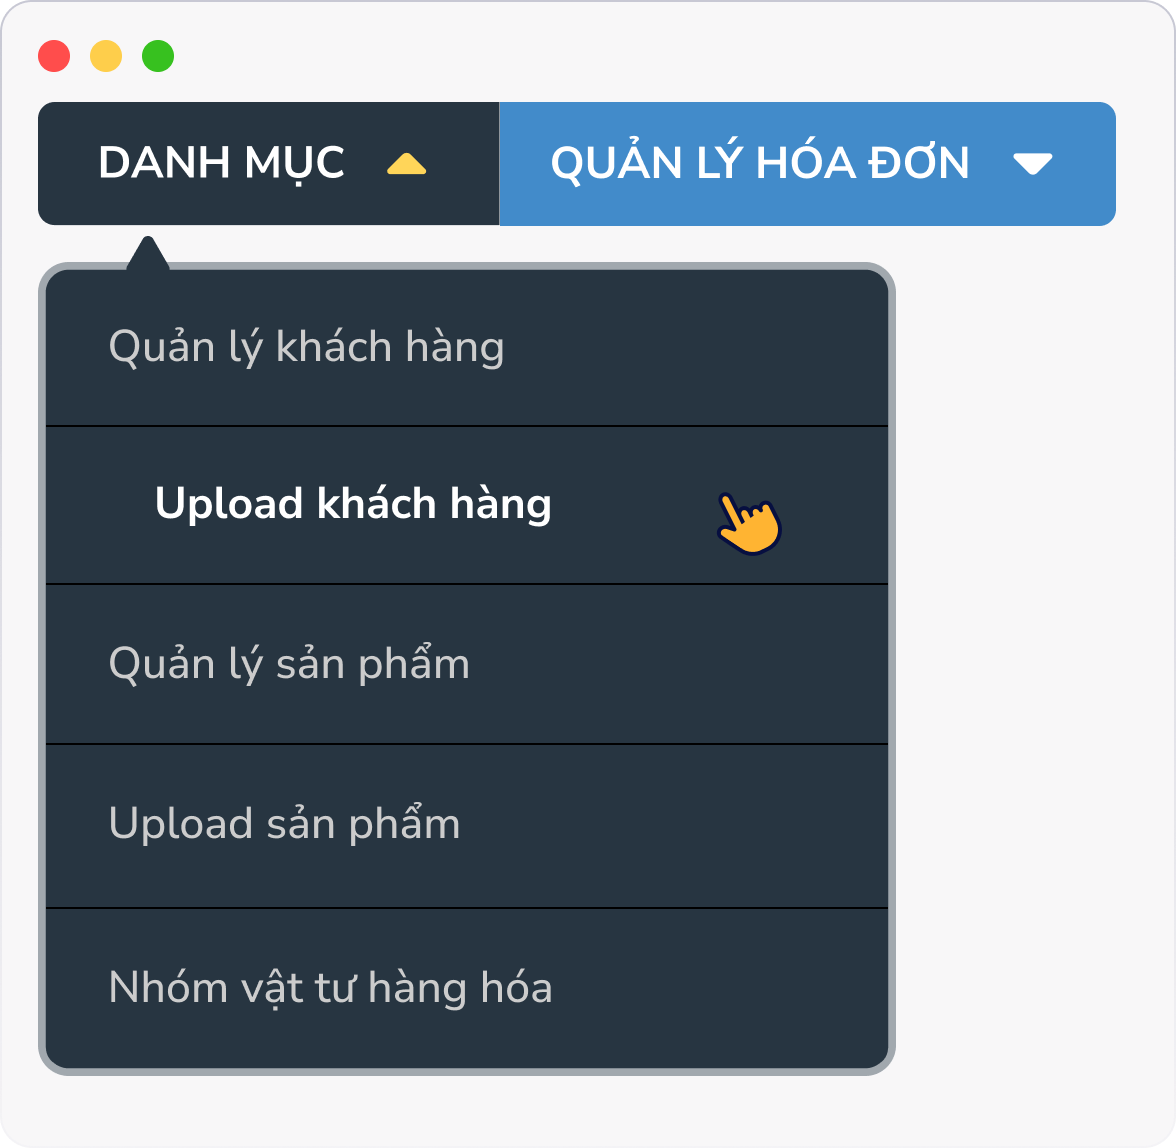 DANH MỤC
QUẢN LÝ HÓA ĐƠN
Quản lý khách hàng
Upload khách hàng
Quản lý sản phẩm
Upload sản phẩm
Nhóm vật tư hàng hóa